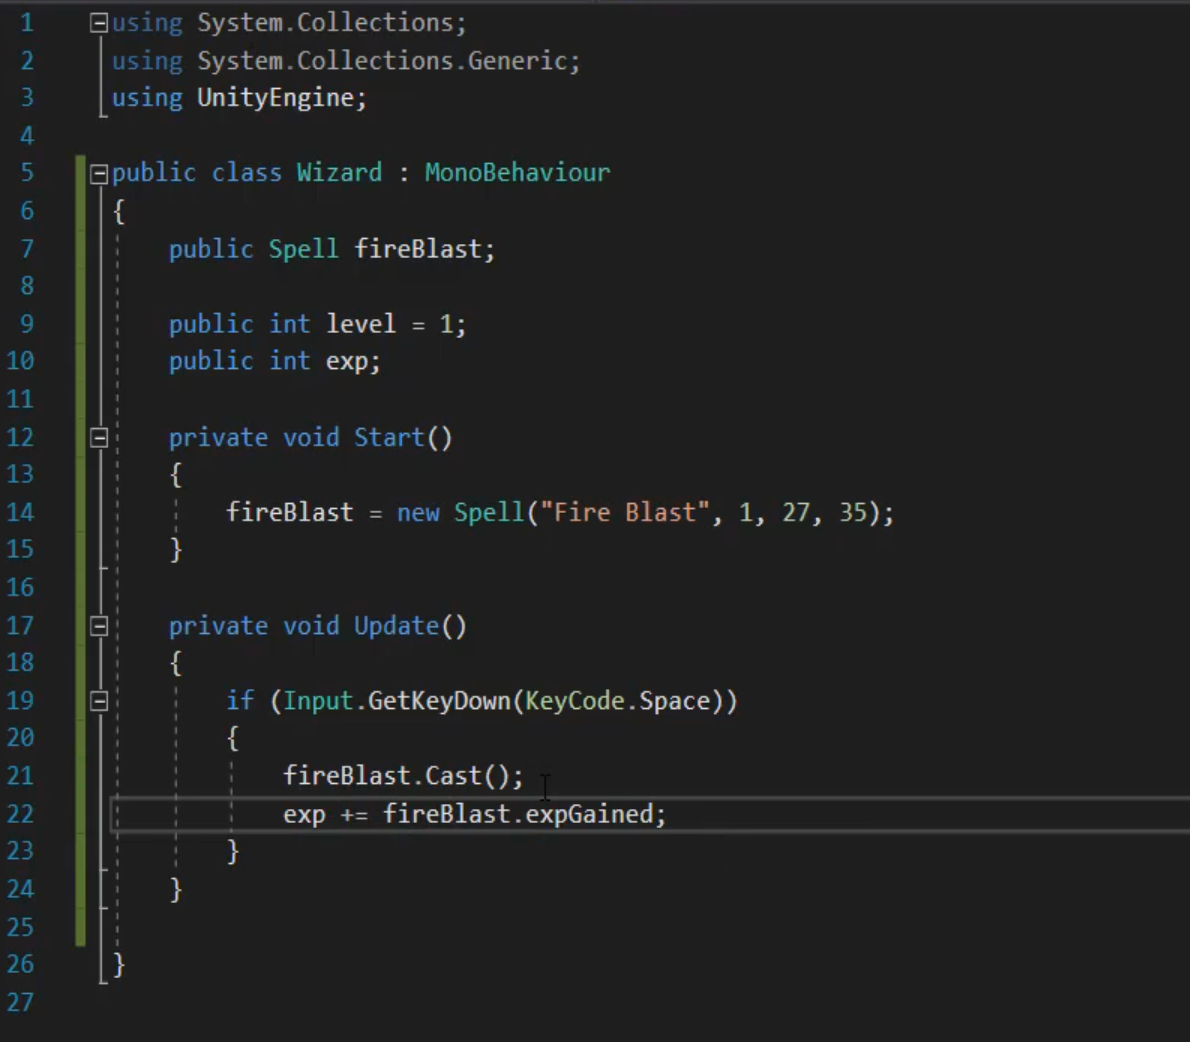 1 using System.Collections;
2 using System.Collections.Generic;
3 using UnityEngine;
4
5 public class Wizard : MonoBehaviour
6 {
7 public Spell fireBlast;
8
9 public int level = 1;
10 public int exp;
11
12 private void Start()
13 {
14 fireBlast = new Spell("Fire Blast", 1, 27, 35);
15 }
16
17 private void Update()
18 {
19 if (Input.GetKeyDown(KeyCode.Space))
20 {
21 fireBlast.Cast();
22 exp += fireBlast.expGained;
23 }
24 }
25
26 }
27